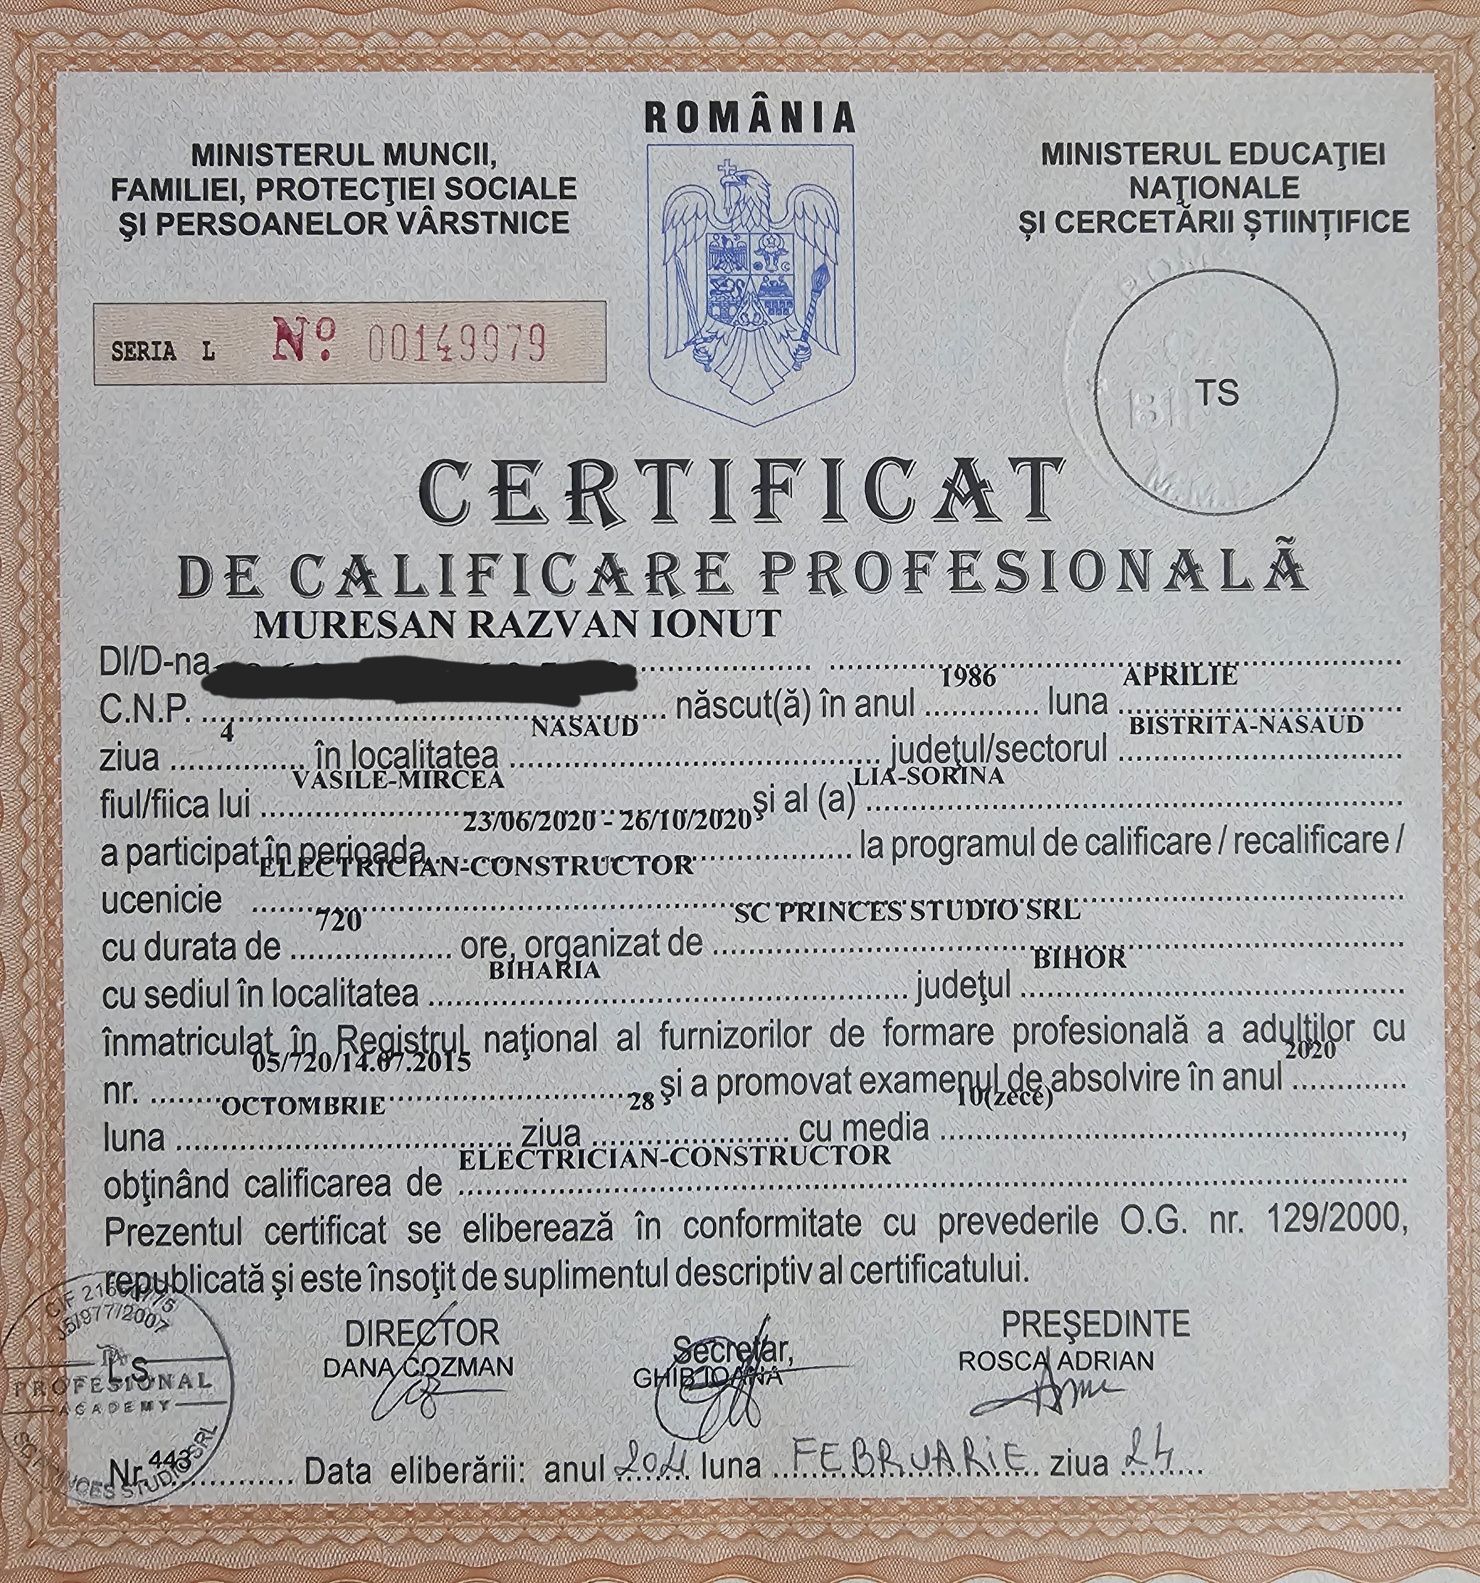 ROMÂNIA
MINISTERUL MUNCII,
FAMILIEI, PROTECŢIEI SOCIALE
ŞI PERSOANELOR VÂRSTNICE
MINISTERUL EDUCAŢIEI
NAŢIONALE
ŞI CERCETĂRII ŞTIINŢIFICE
SERIA L Nº 00149979
TS
CERTIFICAT
DE CALIFICARE PROFESIONALĂ
MURESAN RAZVAN IONUT
Dl/D-na
1986 APRILIE
C.N.P. născut(ă) în anul luna
4 NASAUD BISTRITA-NASAUD
ziua în localitatea judeţul/sectorul
VASILE-MIRCEA LIA-SORINA
fiul/fiica lui şi al (a)
23/06/2020 - 26/10/2020
a participat în perioada la programul de calificare / recalificare /
ELECTRICIAN-CONSTRUCTOR
ucenicie
720 SC PRINCES STUDIO SRL
cu durata de ore, organizat de
BIHARIA BIHOR
cu sediul în localitatea judeţul
înmatriculat în Registrul naţional al furnizorilor de formare profesională a adulţilor cu
05/720/14.07.2015 2020
nr. şi a promovat examenul de absolvire în anul
OCTOMBRIE 28 10(zece)
luna ziua cu media ,
ELECTRICIAN-CONSTRUCTOR
obţinând calificarea de
Prezentul certificat se eliberează în conformitate cu prevederile O.G. nr. 129/2000,
republicată şi este însoţit de suplimentul descriptiv al certificatului.
DIRECTOR Secretar, PREŞEDINTE
DANA COZMAN GHIB IOANA ROSCA ADRIAN
L.S.
PROFESIONAL
ACADEMY
Nr. 443 Data eliberării: anul 2021 luna FEBRUARIE ziua 24